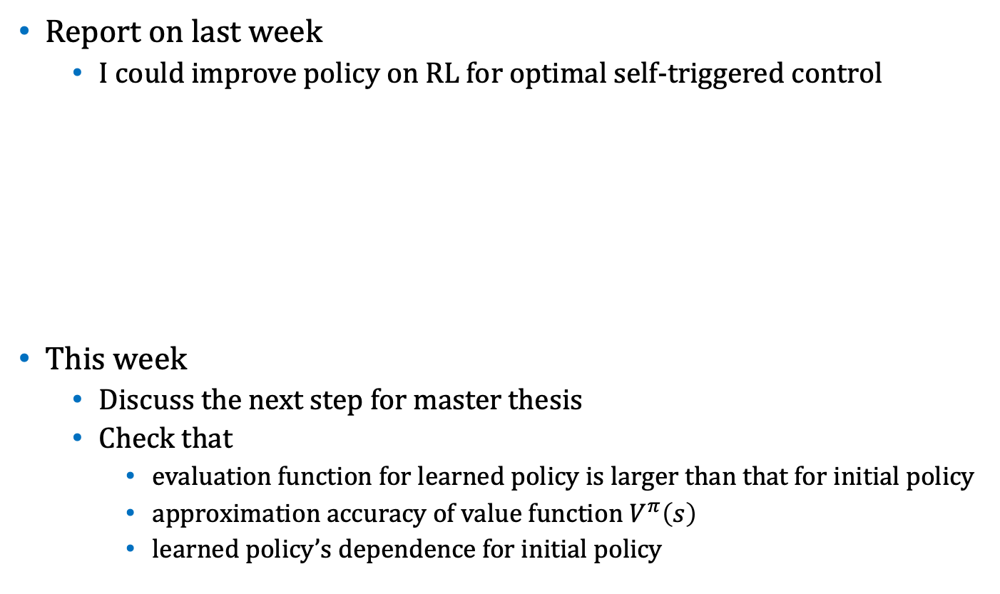 • Report on last week
• I could improve policy on RL for optimal self-triggered control
• This week
• Discuss the next step for master thesis
• Check that
• evaluation function for learned policy is larger than that for initial policy
• approximation accuracy of value function $V^{\pi}(s)$
• learned policy’s dependence for initial policy